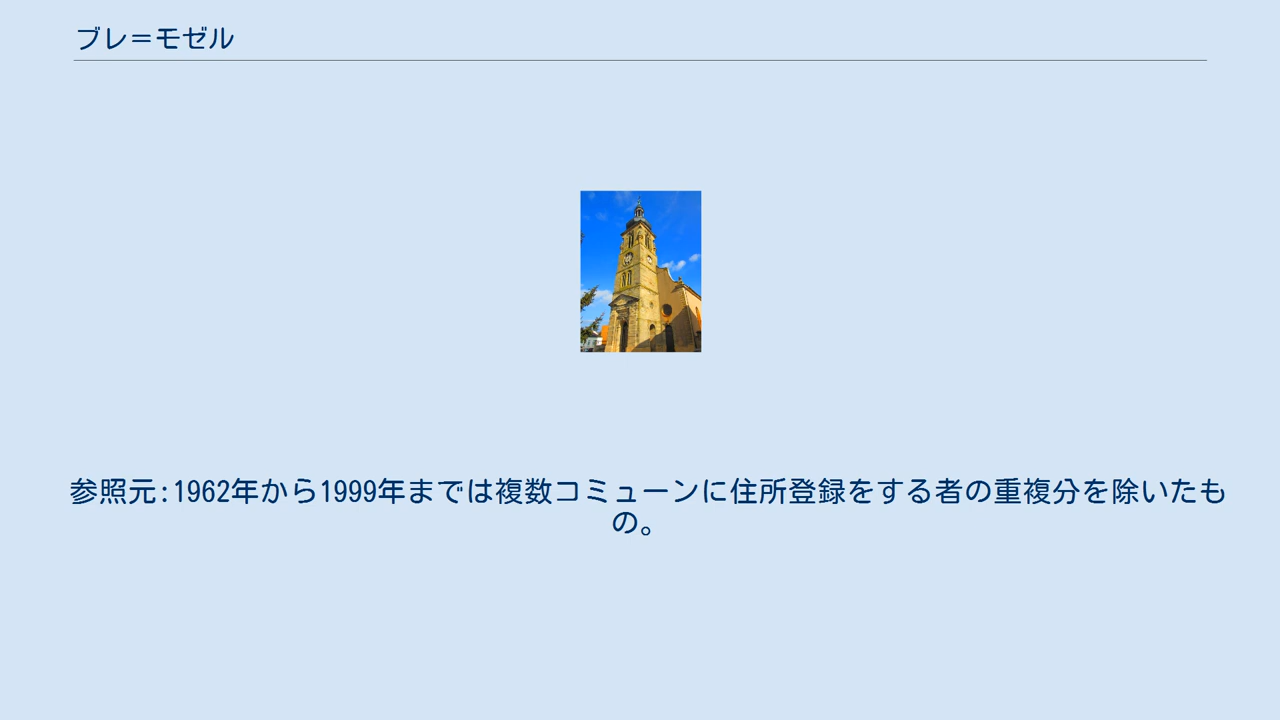 ブレ＝モゼル
参照元:1962年から1999年までは複数コミューンに住所登録をする者の重複分を除いたも
の。